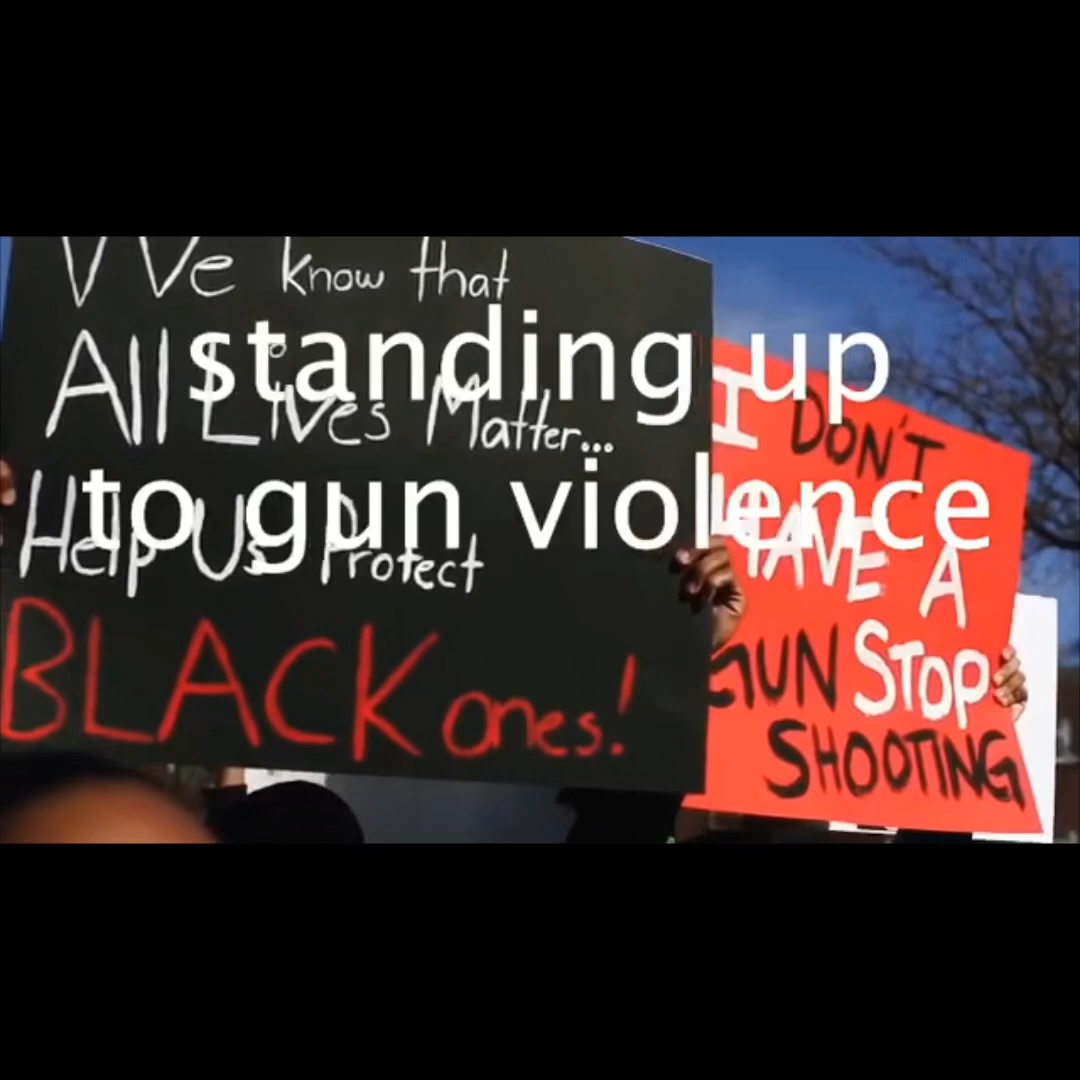 We know that
All Lives Matter...
Help Us Protect
BLACK ones!
standing up
to gun violence
I DON'T
HAVE A
GUN STOP
SHOOTING